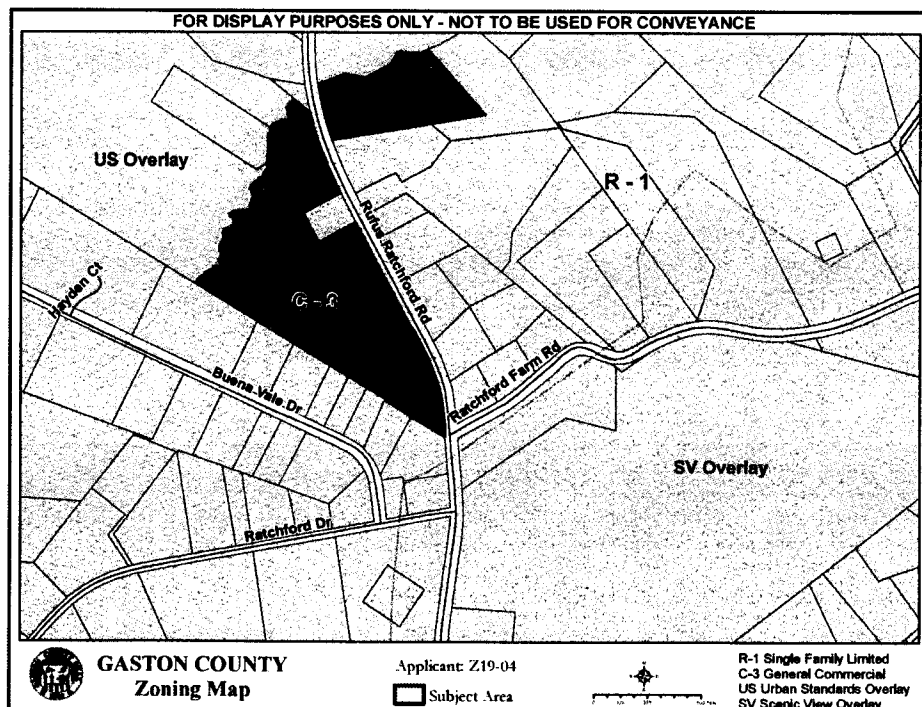 FOR DISPLAY PURPOSES ONLY - NOT TO BE USED FOR CONVEYANCE
US Overlay
R - 1
Rufus Ratchford Rd
C - 3
Hayden Ct
Buena Vale Dr
Ratchford Farm Rd
SV Overlay
Ratchford Dr
GASTON COUNTY
Zoning Map
Applicant: Z19-04
Subject Area
R-1 Single Family Limited
C-3 General Commercial
US Urban Standards Overlay
SV Scenic View Overlay